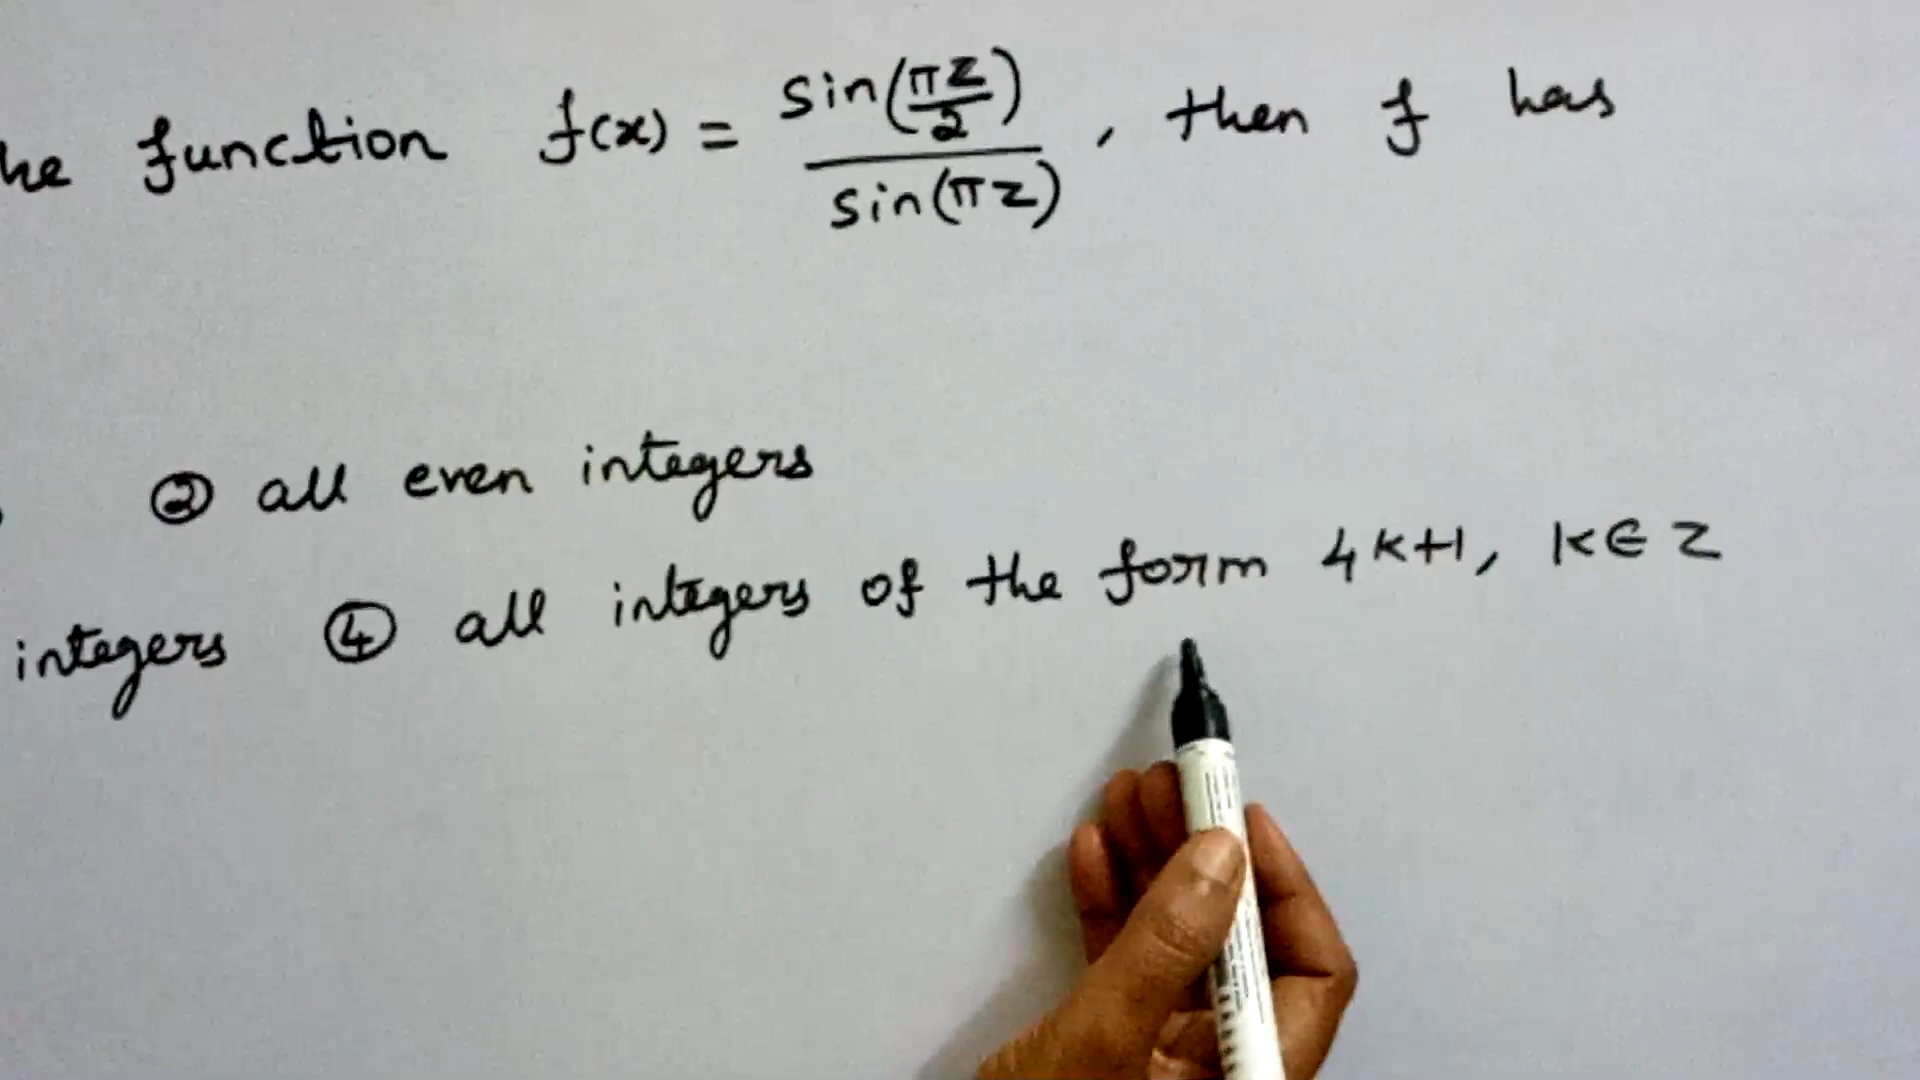 he function f(x) = sin(πz/2)/sin(πz), then f has
② all even integers
integers ④ all integers of the form 4k+1, k∈Z